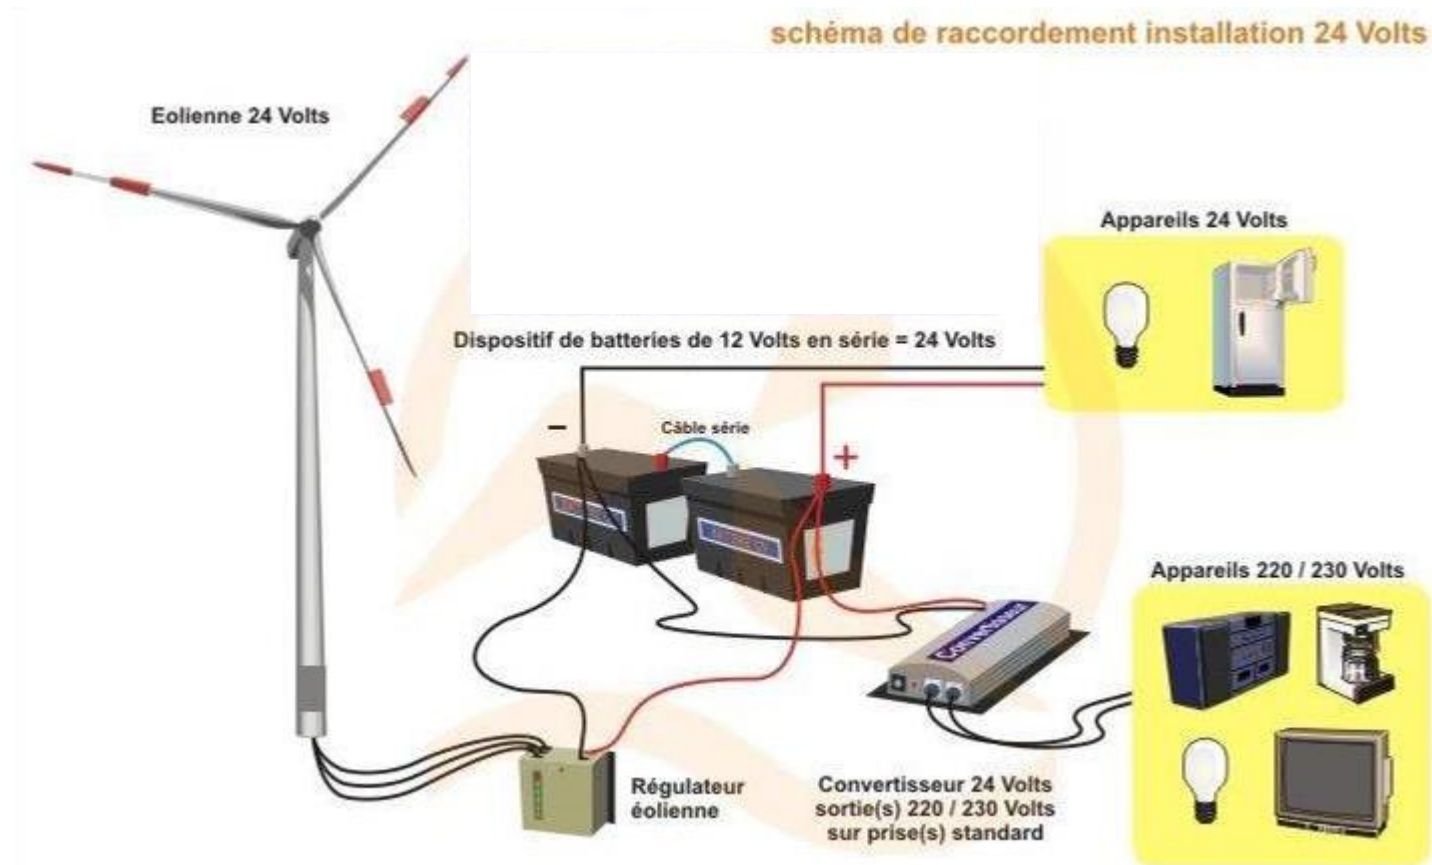 schéma de raccordement installation 24 Volts
Eolienne 24 Volts
Appareils 24 Volts
Dispositif de batteries de 12 Volts en série = 24 Volts
−
Câble série
+
Appareils 220 / 230 Volts
Convertisseur
Régulateur
éolienne
Convertisseur 24 Volts
sortie(s) 220 / 230 Volts
sur prise(s) standard